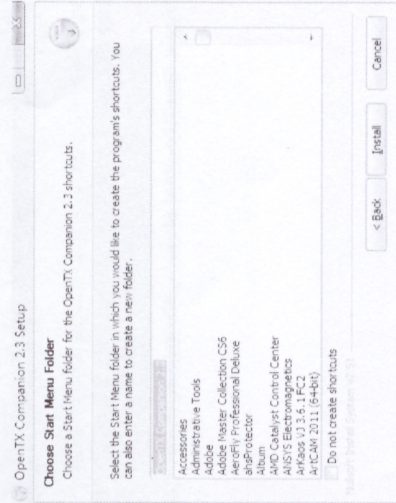 OpenTX Companion 2.3 Setup
Choose Start Menu Folder
Choose a Start Menu folder for the OpenTX Companion 2.3 shortcuts.
Select the Start Menu folder in which you would like to create the program's shortcuts. You
can also enter a name to create a new folder.
Accessories
Administrative Tools
Adobe
Adobe Master Collection CS6
AeroFly Professional Deluxe
ahsProtector
Altium
AMD Catalyst Control Center
ANSYS Electromagnetics
ArKaos VJ 3.6.1 FC2
ArtCAM 2011 (64-bit)
Do not create shortcuts
< Back
Install
Cancel